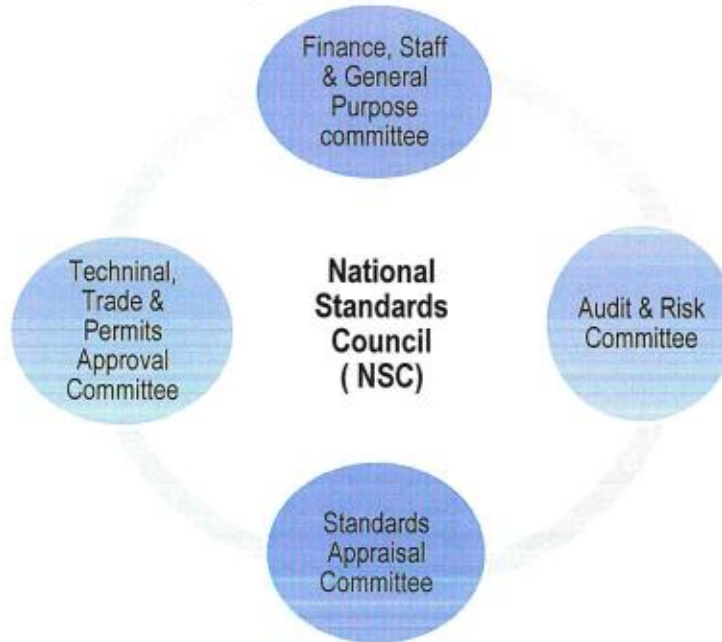 Finance, Staff
& General
Purpose
committee
Techninal,
Trade &
Permits
Approval
Committee
National
Standards
Council
( NSC)
Audit & Risk
Committee
Standards
Appraisal
Committee